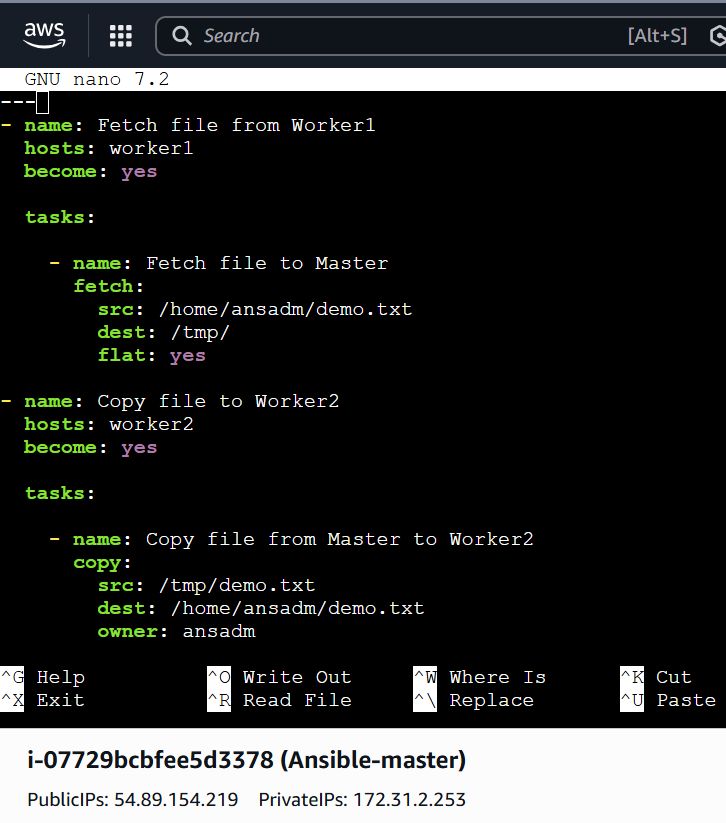 aws
Search [Alt+S]
GNU nano 7.2
---
- name: Fetch file from Worker1
  hosts: worker1
  become: yes
  tasks:
    - name: Fetch file to Master
      fetch:
        src: /home/ansadm/demo.txt
        dest: /tmp/
        flat: yes
- name: Copy file to Worker2
  hosts: worker2
  become: yes
  tasks:
    - name: Copy file from Master to Worker2
      copy:
        src: /tmp/demo.txt
        dest: /home/ansadm/demo.txt
        owner: ansadm
^G Help ^O Write Out ^W Where Is ^K Cut
^X Exit ^R Read File ^\ Replace ^U Paste
i-07729bcbfee5d3378 (Ansible-master)
PublicIPs: 54.89.154.219 PrivateIPs: 172.31.2.253